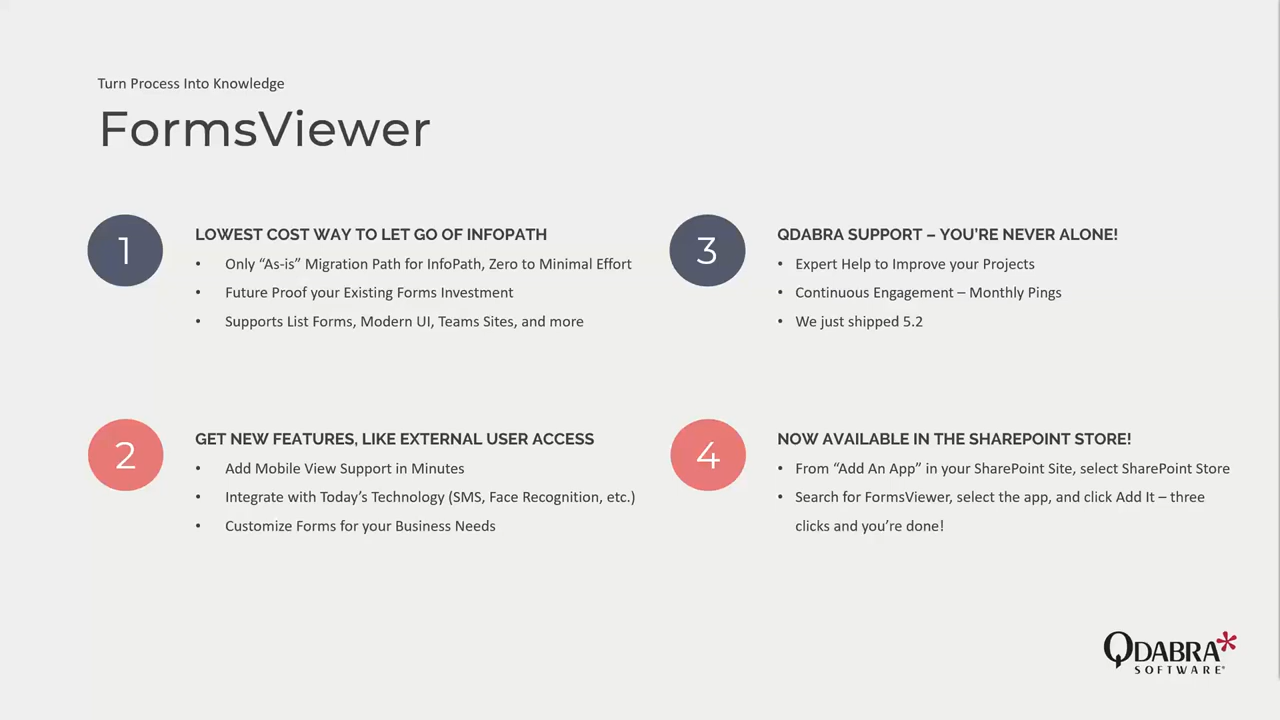 Turn Process Into Knowledge
FormsViewer
1
LOWEST COST WAY TO LET GO OF INFOPATH
• Only “As-is” Migration Path for InfoPath, Zero to Minimal Effort
• Future Proof your Existing Forms Investment
• Supports List Forms, Modern UI, Teams Sites, and more
2
GET NEW FEATURES, LIKE EXTERNAL USER ACCESS
• Add Mobile View Support in Minutes
• Integrate with Today’s Technology (SMS, Face Recognition, etc.)
• Customize Forms for your Business Needs
3
QDABRA SUPPORT – YOU’RE NEVER ALONE!
• Expert Help to Improve your Projects
• Continuous Engagement – Monthly Pings
• We just shipped 5.2
4
NOW AVAILABLE IN THE SHAREPOINT STORE!
• From “Add An App” in your SharePoint Site, select SharePoint Store
• Search for FormsViewer, select the app, and click Add It – three
clicks and you’re done!
QDABRA
SOFTWARE®